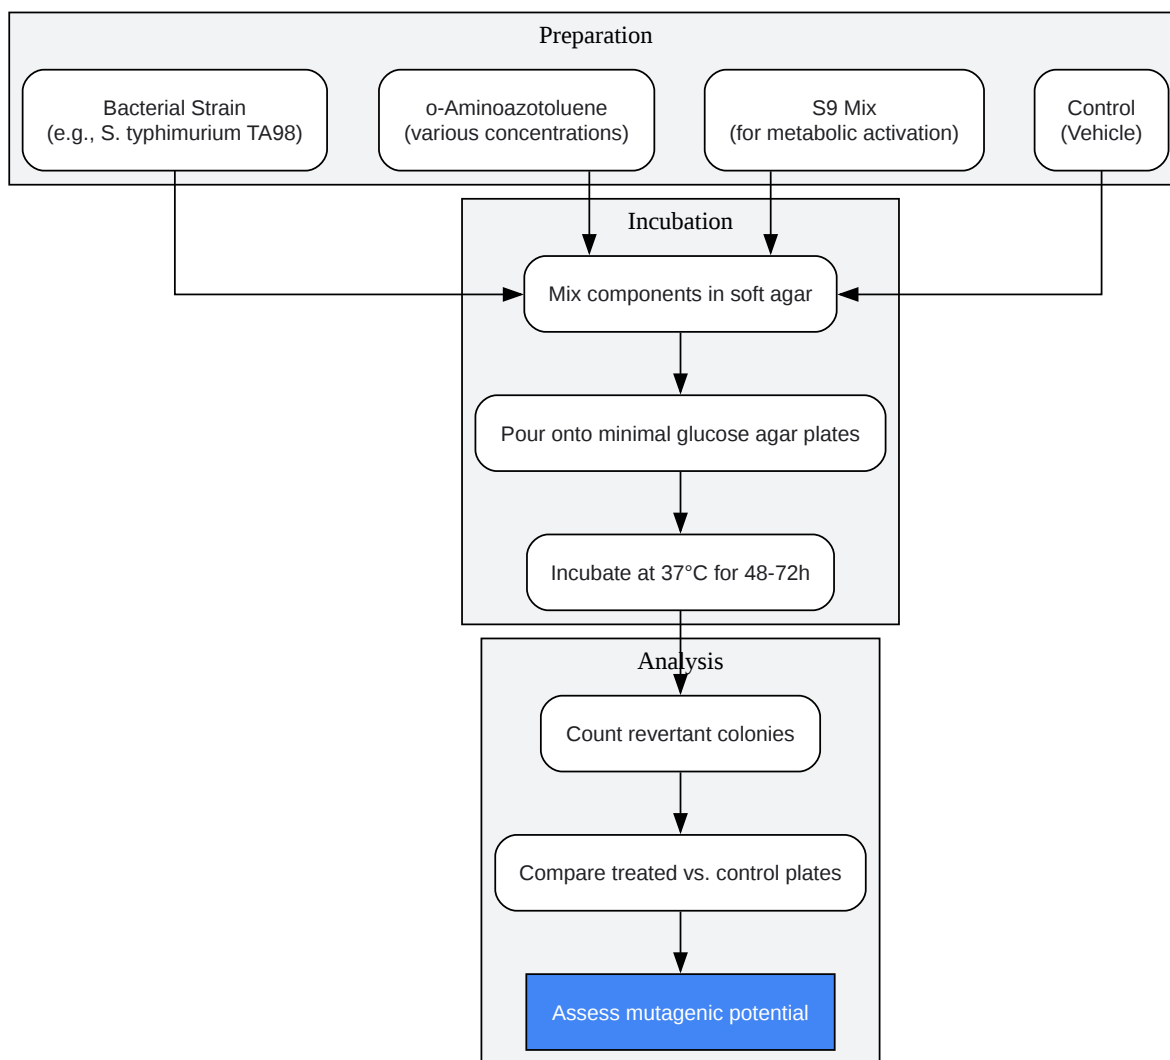 Preparation
Bacterial Strain
(e.g., S. typhimurium TA98)
o-Aminoazotoluene
(various concentrations)
S9 Mix
(for metabolic activation)
Control
(Vehicle)
Incubation
Mix components in soft agar
Pour onto minimal glucose agar plates
Incubate at 37°C for 48-72h
Analysis
Count revertant colonies
Compare treated vs. control plates
Assess mutagenic potential